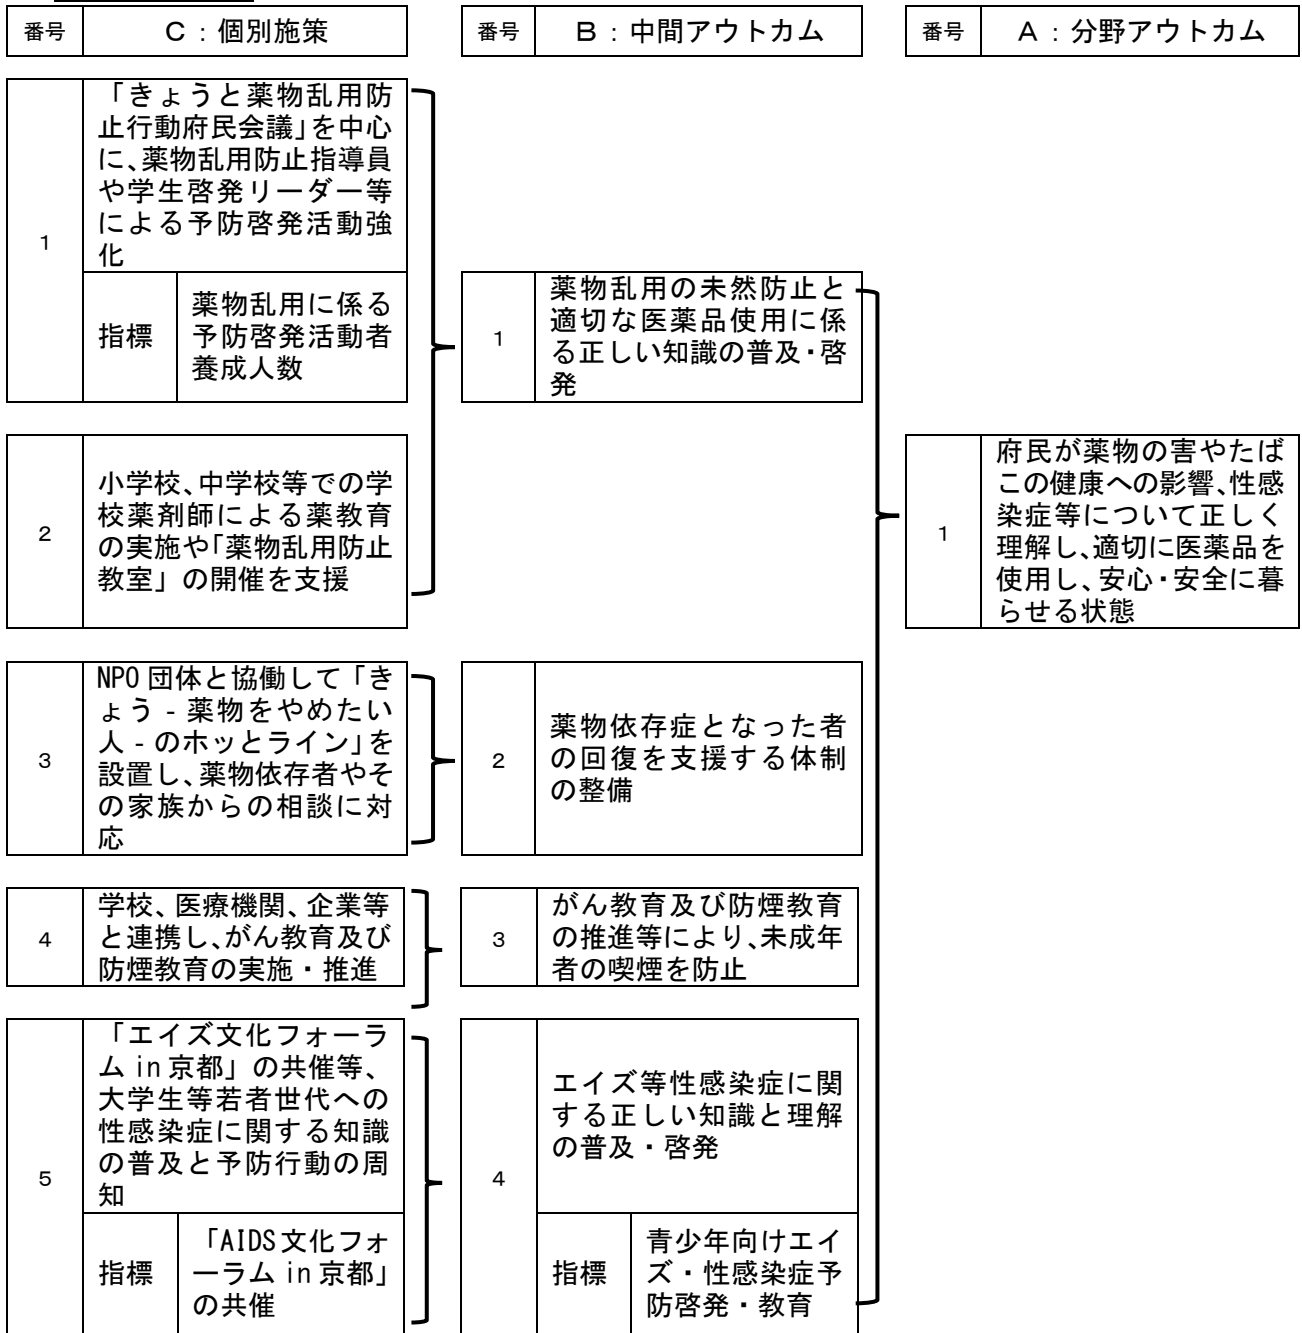 番号 C：個別施策 番号 B：中間アウトカム 番号 A：分野アウトカム
1
「きょうと薬物乱用防
止行動府民会議」を中心
に、薬物乱用防止指導員
や学生啓発リーダー等
による予防啓発活動強
化
指標
薬物乱用に係る
予防啓発活動者
養成人数
2
小学校、中学校等での学
校薬剤師による薬教育
の実施や「薬物乱用防止
教室」の開催を支援
3
NPO団体と協働して「き
ょう‐薬物をやめたい
人‐のホッとライン」を
設置し、薬物依存者やそ
の家族からの相談に対
応
4
学校、医療機関、企業等
と連携し、がん教育及び
防煙教育の実施・推進
5
「エイズ文化フォーラ
ム in 京都」の共催等、
大学生等若者世代への
性感染症に関する知識
の普及と予防行動の周
知
指標
「AIDS文化フォ
ーラム in 京都」
の共催
1
薬物乱用の未然防止と
適切な医薬品使用に係
る正しい知識の普及・啓
発
2
薬物依存症となった者
の回復を支援する体制
の整備
3
がん教育及び防煙教育
の推進等により、未成年
者の喫煙を防止
4
エイズ等性感染症に関
する正しい知識と理解
の普及・啓発
指標
青少年向けエイ
ズ・性感染症予
防啓発・教育
1
府民が薬物の害やたば
この健康への影響、性感
染症等について正しく
理解し、適切に医薬品を
使用し、安心・安全に暮
らせる状態